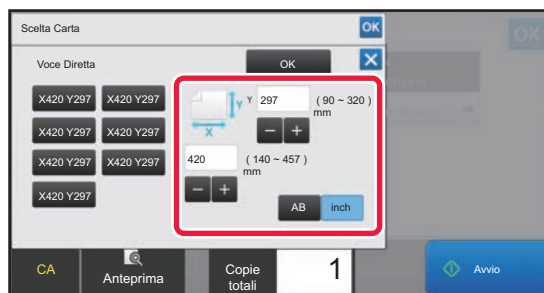 Scelta Carta
OK
OK
Voce Diretta
OK
X420 Y297
X420 Y297
X420 Y297
X420 Y297
X420 Y297
X420 Y297
X420 Y297
Y
X
Y
297
( 90 ~ 320 )
mm
420
( 140 ~ 457 )
mm
AB
inch
CA
Anteprima
Copie
totali
1
Avvio